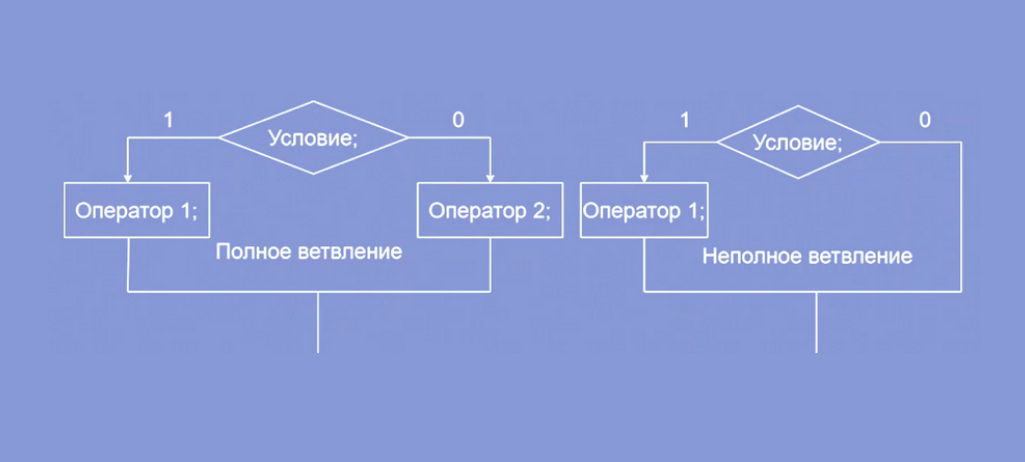 1
0
Условие;
Оператор 1;
Оператор 2;
Полное ветвление
1
0
Условие;
Оператор 1;
Неполное ветвление